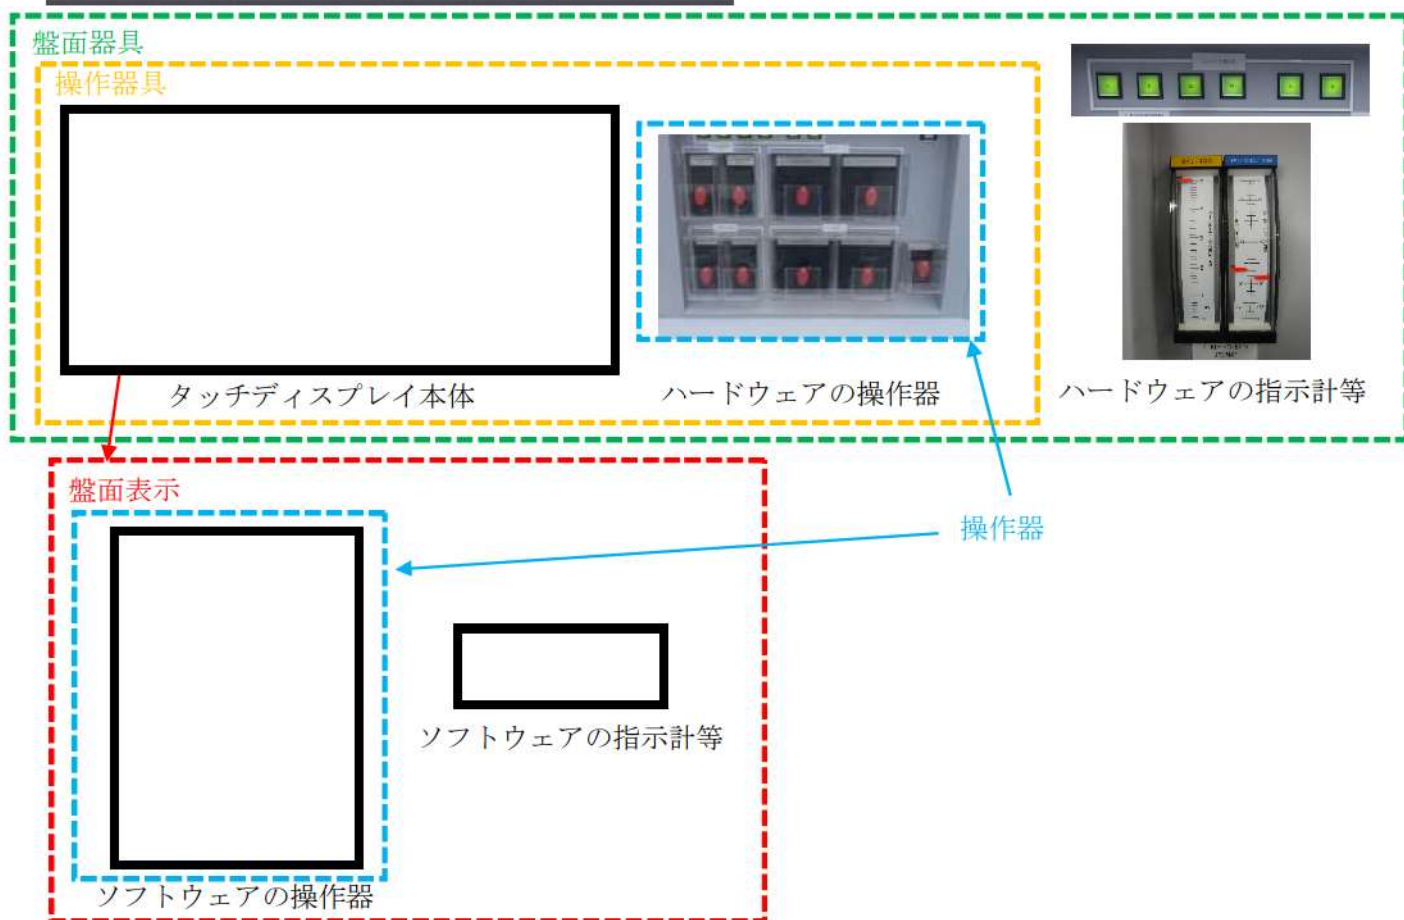 盤面器具
操作器具
タッチディスプレイ本体
ハードウェアの操作器
ハードウェアの指示計等
盤面表示
操作器
ソフトウェアの指示計等
ソフトウェアの操作器